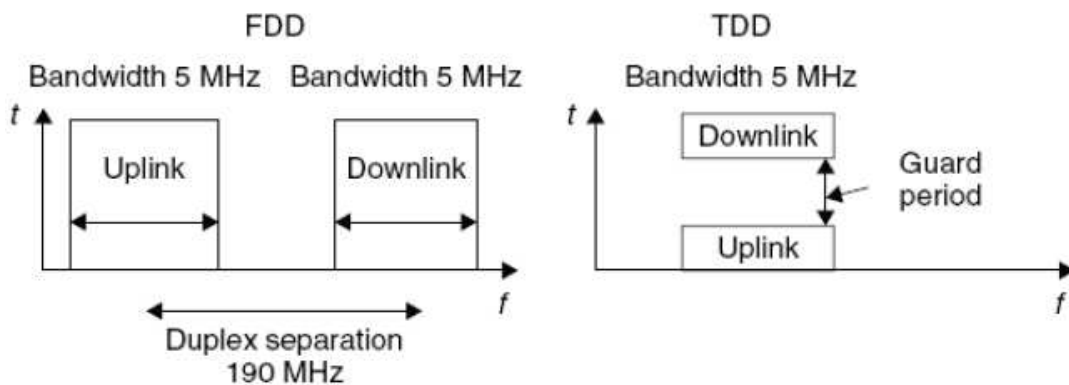 FDD
Bandwidth 5 MHz
Bandwidth 5 MHz
t
Uplink
Downlink
f
Duplex separation
190 MHz
TDD
Bandwidth 5 MHz
t
Downlink
Guard
period
Uplink
f